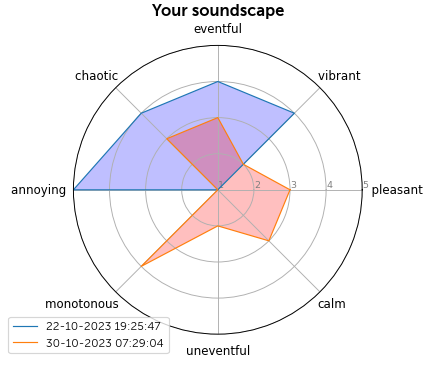 Your soundscape
eventful
chaotic
vibrant
annoying
1
2
3
4
5
pleasant
monotonous
calm
22-10-2023 19:25:47
30-10-2023 07:29:04
uneventful